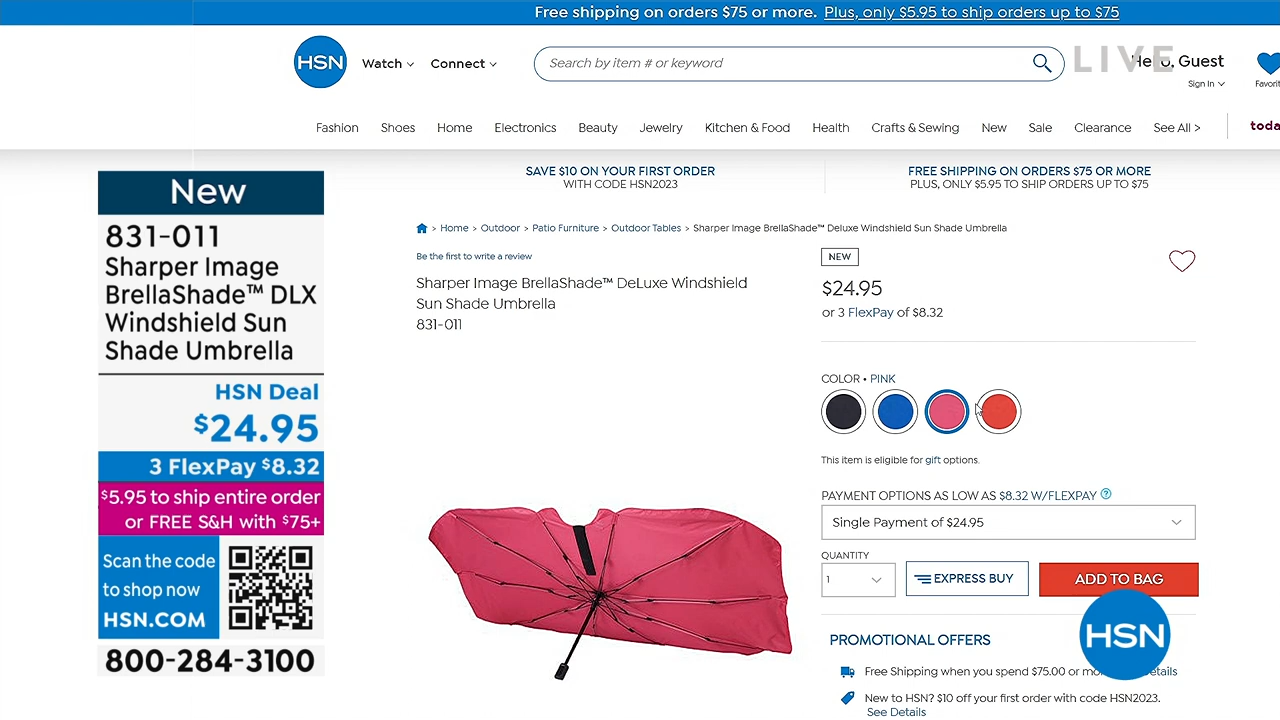 Free shipping on orders $75 or more. Plus, only $5.95 to ship orders up to $75
HSN
Watch
Connect
Search by item # or keyword
LIVE
Hello, Guest
Sign In
Fashion
Shoes
Home
Electronics
Beauty
Jewelry
Kitchen & Food
Health
Crafts & Sewing
New
Sale
Clearance
See All >
SAVE $10 ON YOUR FIRST ORDER
WITH CODE HSN2023
FREE SHIPPING ON ORDERS $75 OR MORE
PLUS, ONLY $5.95 TO SHIP ORDERS UP TO $75
New
831-011
Sharper Image
BrellaShade™ DLX
Windshield Sun
Shade Umbrella
HSN Deal
$24.95
3 FlexPay $8.32
$5.95 to ship entire order
or FREE S&H with $75+
Scan the code
to shop now
HSN.COM
800-284-3100
> Home > Outdoor > Patio Furniture > Outdoor Tables > Sharper Image BrellaShade™ Deluxe Windshield Sun Shade Umbrella
Be the first to write a review
Sharper Image BrellaShade™ DeLuxe Windshield
Sun Shade Umbrella
831-011
NEW
$24.95
or 3 FlexPay of $8.32
COLOR • PINK
This item is eligible for gift options.
PAYMENT OPTIONS AS LOW AS $8.32 W/FLEXPAY ?
Single Payment of $24.95
QUANTITY
1
EXPRESS BUY
ADD TO BAG
PROMOTIONAL OFFERS
HSN
Free Shipping when you spend $75.00 or
New to HSN? $10 off your first order with code HSN2023.
See Details